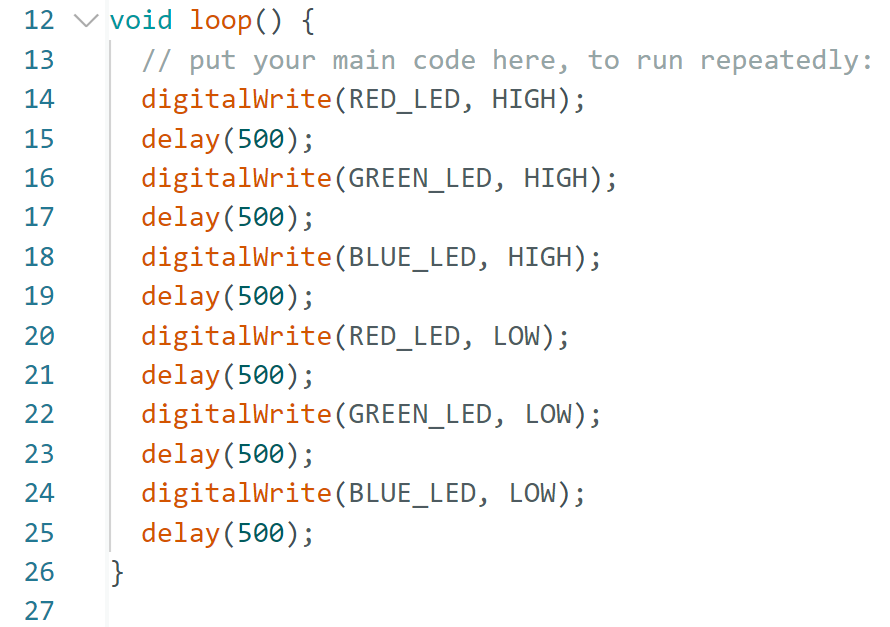 12 void loop() {
13 // put your main code here, to run repeatedly:
14 digitalWrite(RED_LED, HIGH);
15 delay(500);
16 digitalWrite(GREEN_LED, HIGH);
17 delay(500);
18 digitalWrite(BLUE_LED, HIGH);
19 delay(500);
20 digitalWrite(RED_LED, LOW);
21 delay(500);
22 digitalWrite(GREEN_LED, LOW);
23 delay(500);
24 digitalWrite(BLUE_LED, LOW);
25 delay(500);
26 }
27